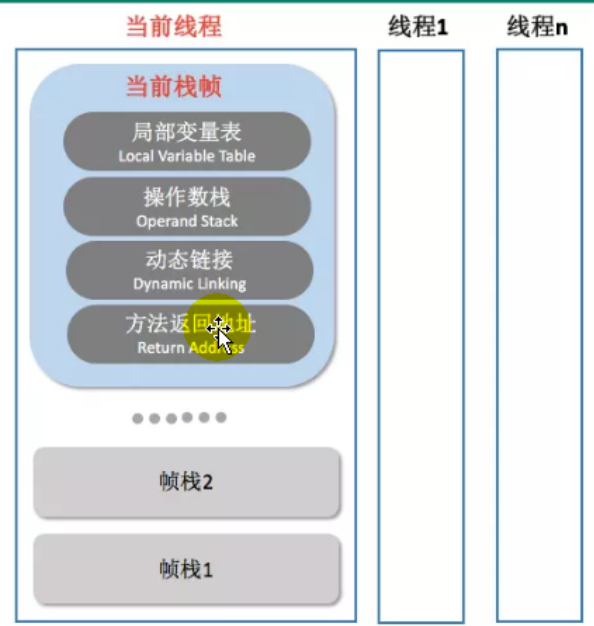 当前线程
线程1
线程n
当前栈帧
局部变量表
Local Variable Table
操作数栈
Operand Stack
动态链接
Dynamic Linking
方法返回地址
Return Address
帧栈2
帧栈1